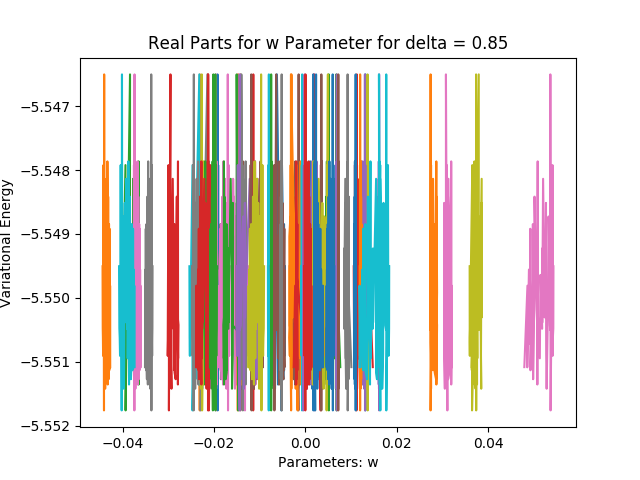 Real Parts for w Parameter for delta = 0.85
Variational Energy
−5.547
−5.548
−5.549
−5.550
−5.551
−5.552
−0.04 −0.02 0.00 0.02 0.04
Parameters: w